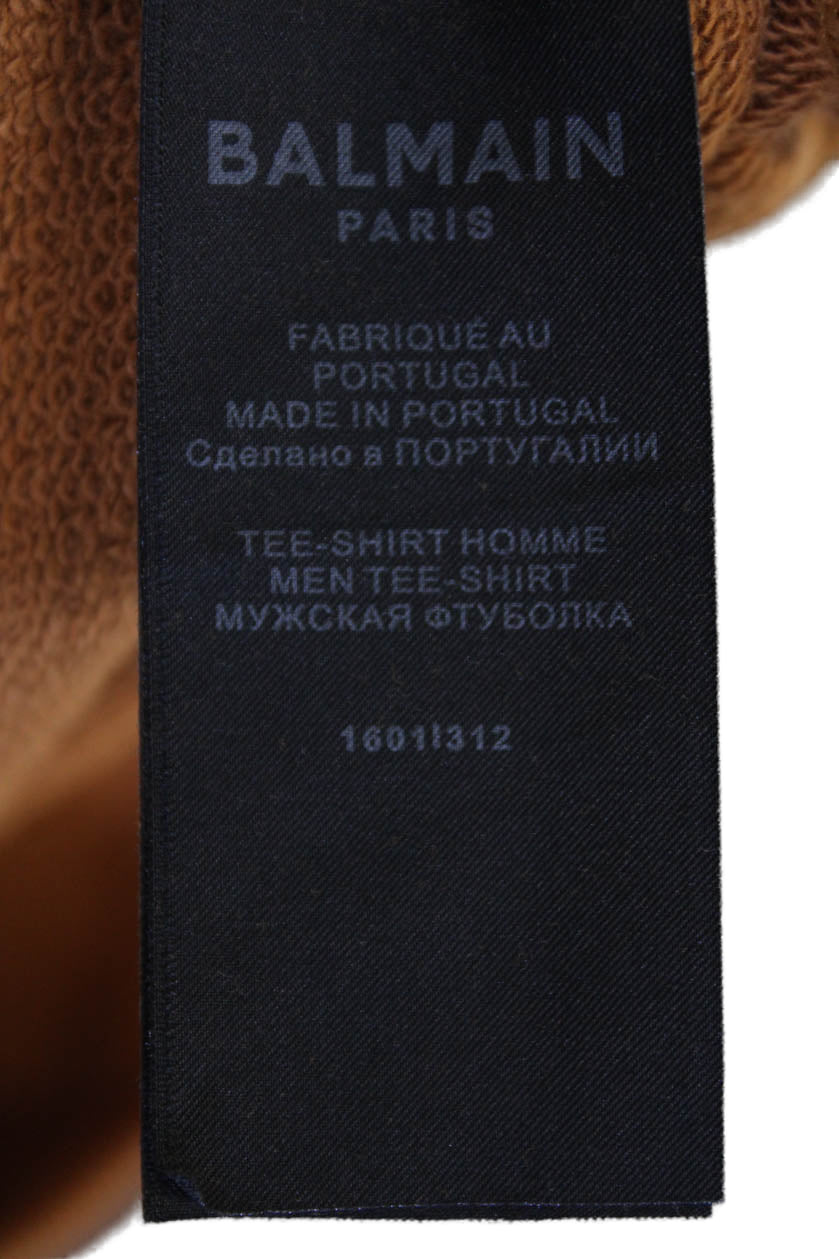 BALMAIN
PARIS
FABRIQUÉ AU
PORTUGAL
MADE IN PORTUGAL
Сделано в ПОРТУГАЛИИ
TEE-SHIRT HOMME
MEN TEE-SHIRT
МУЖСКАЯ ФТУБОЛКА
1601I312